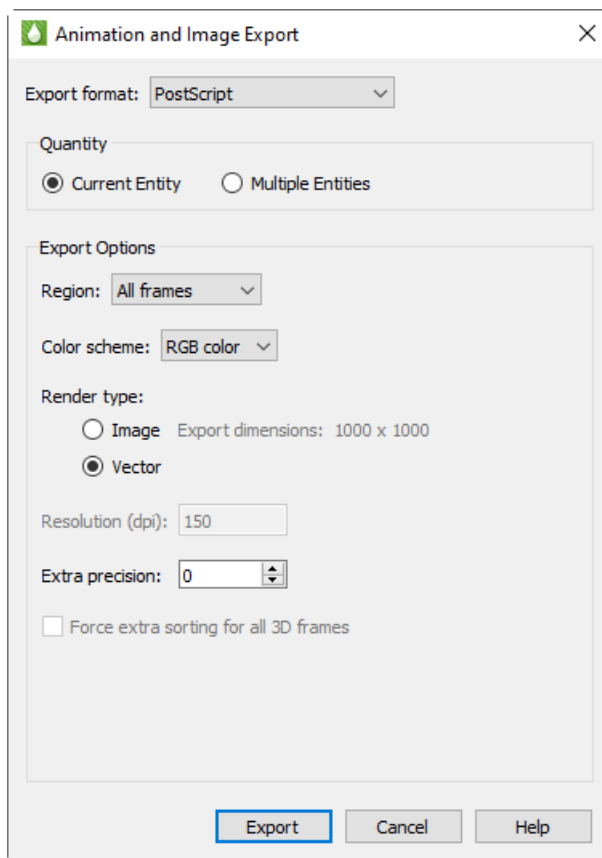 Animation and Image Export
Export format: PostScript
Quantity
Current Entity Multiple Entities
Export Options
Region: All frames
Color scheme: RGB color
Render type:
Image Export dimensions: 1000 x 1000
Vector
Resolution (dpi): 150
Extra precision: 0
Force extra sorting for all 3D frames
Export Cancel Help